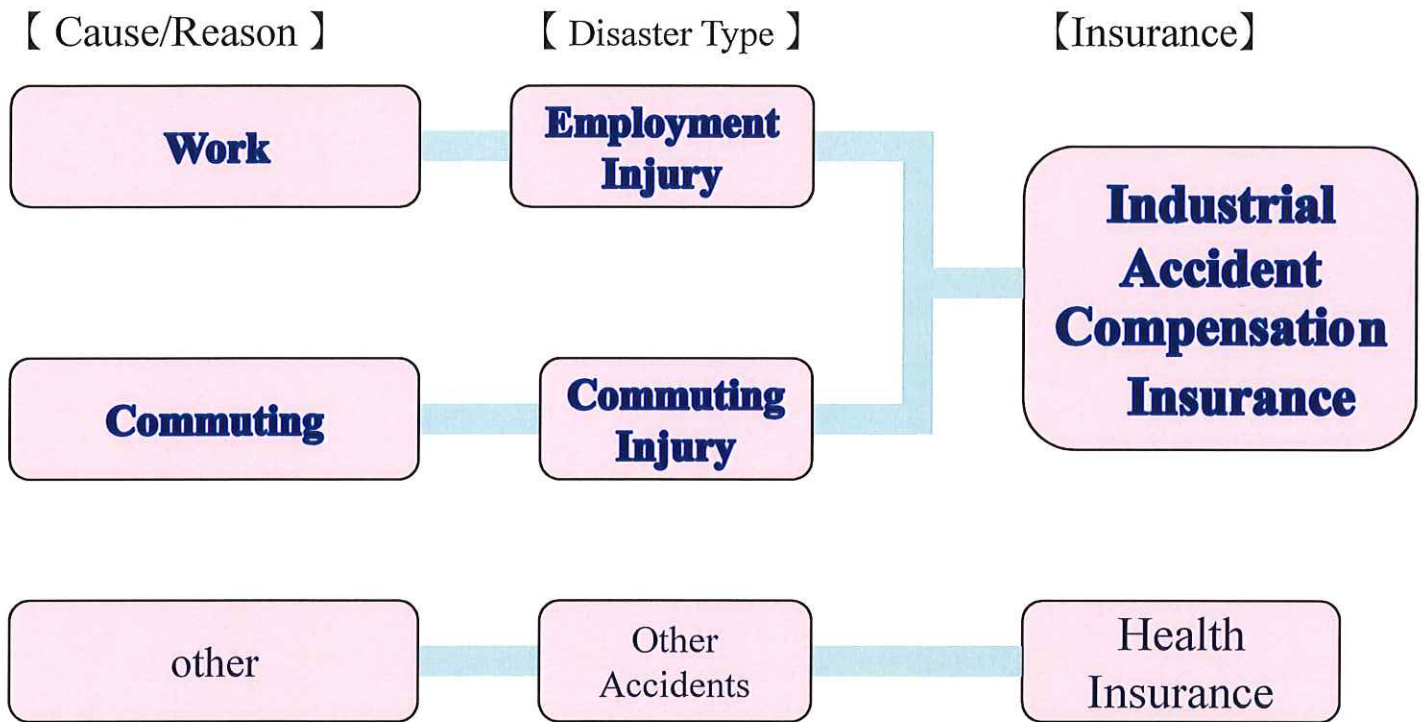 【 Cause/Reason 】
【 Disaster Type 】
【Insurance】
Work
Employment
Injury
Industrial
Accident
Compensation
Insurance
Commuting
Commuting
Injury
other
Other
Accidents
Health
Insurance